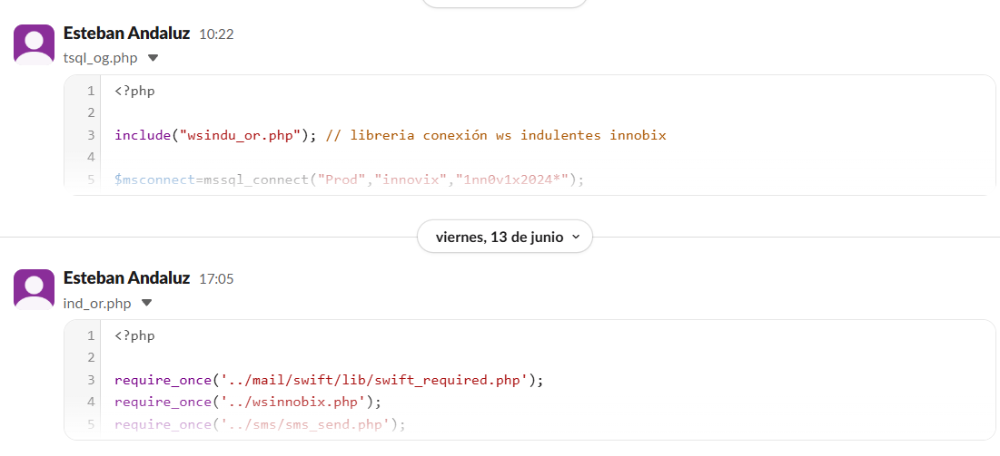 Esteban Andaluz 10:22
tsql_og.php
1 <?php
2
3 include("wsindu_or.php"); // libreria conexión ws indulentes innobix
4
5 $msconnect=mssql_connect("Prod","innovix","1nn0v1x2024*");
viernes, 13 de junio
Esteban Andaluz 17:05
ind_or.php
1 <?php
2
3 require_once('../mail/swift/lib/swift_required.php');
4 require_once('../wsinnobix.php');
5 require_once('../sms/sms_send.php');